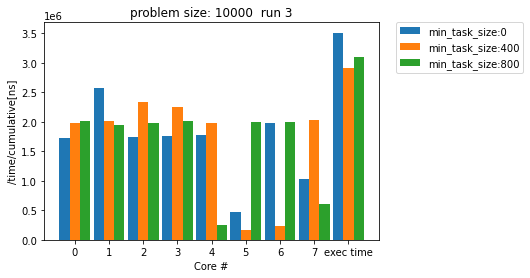 problem size: 10000  run 3
1e6
3.5
3.0
2.5
2.0
1.5
1.0
0.5
0.0
/time/cumulative[ns]
0 1 2 3 4 5 6 7 exec time
Core #
min_task_size:0
min_task_size:400
min_task_size:800